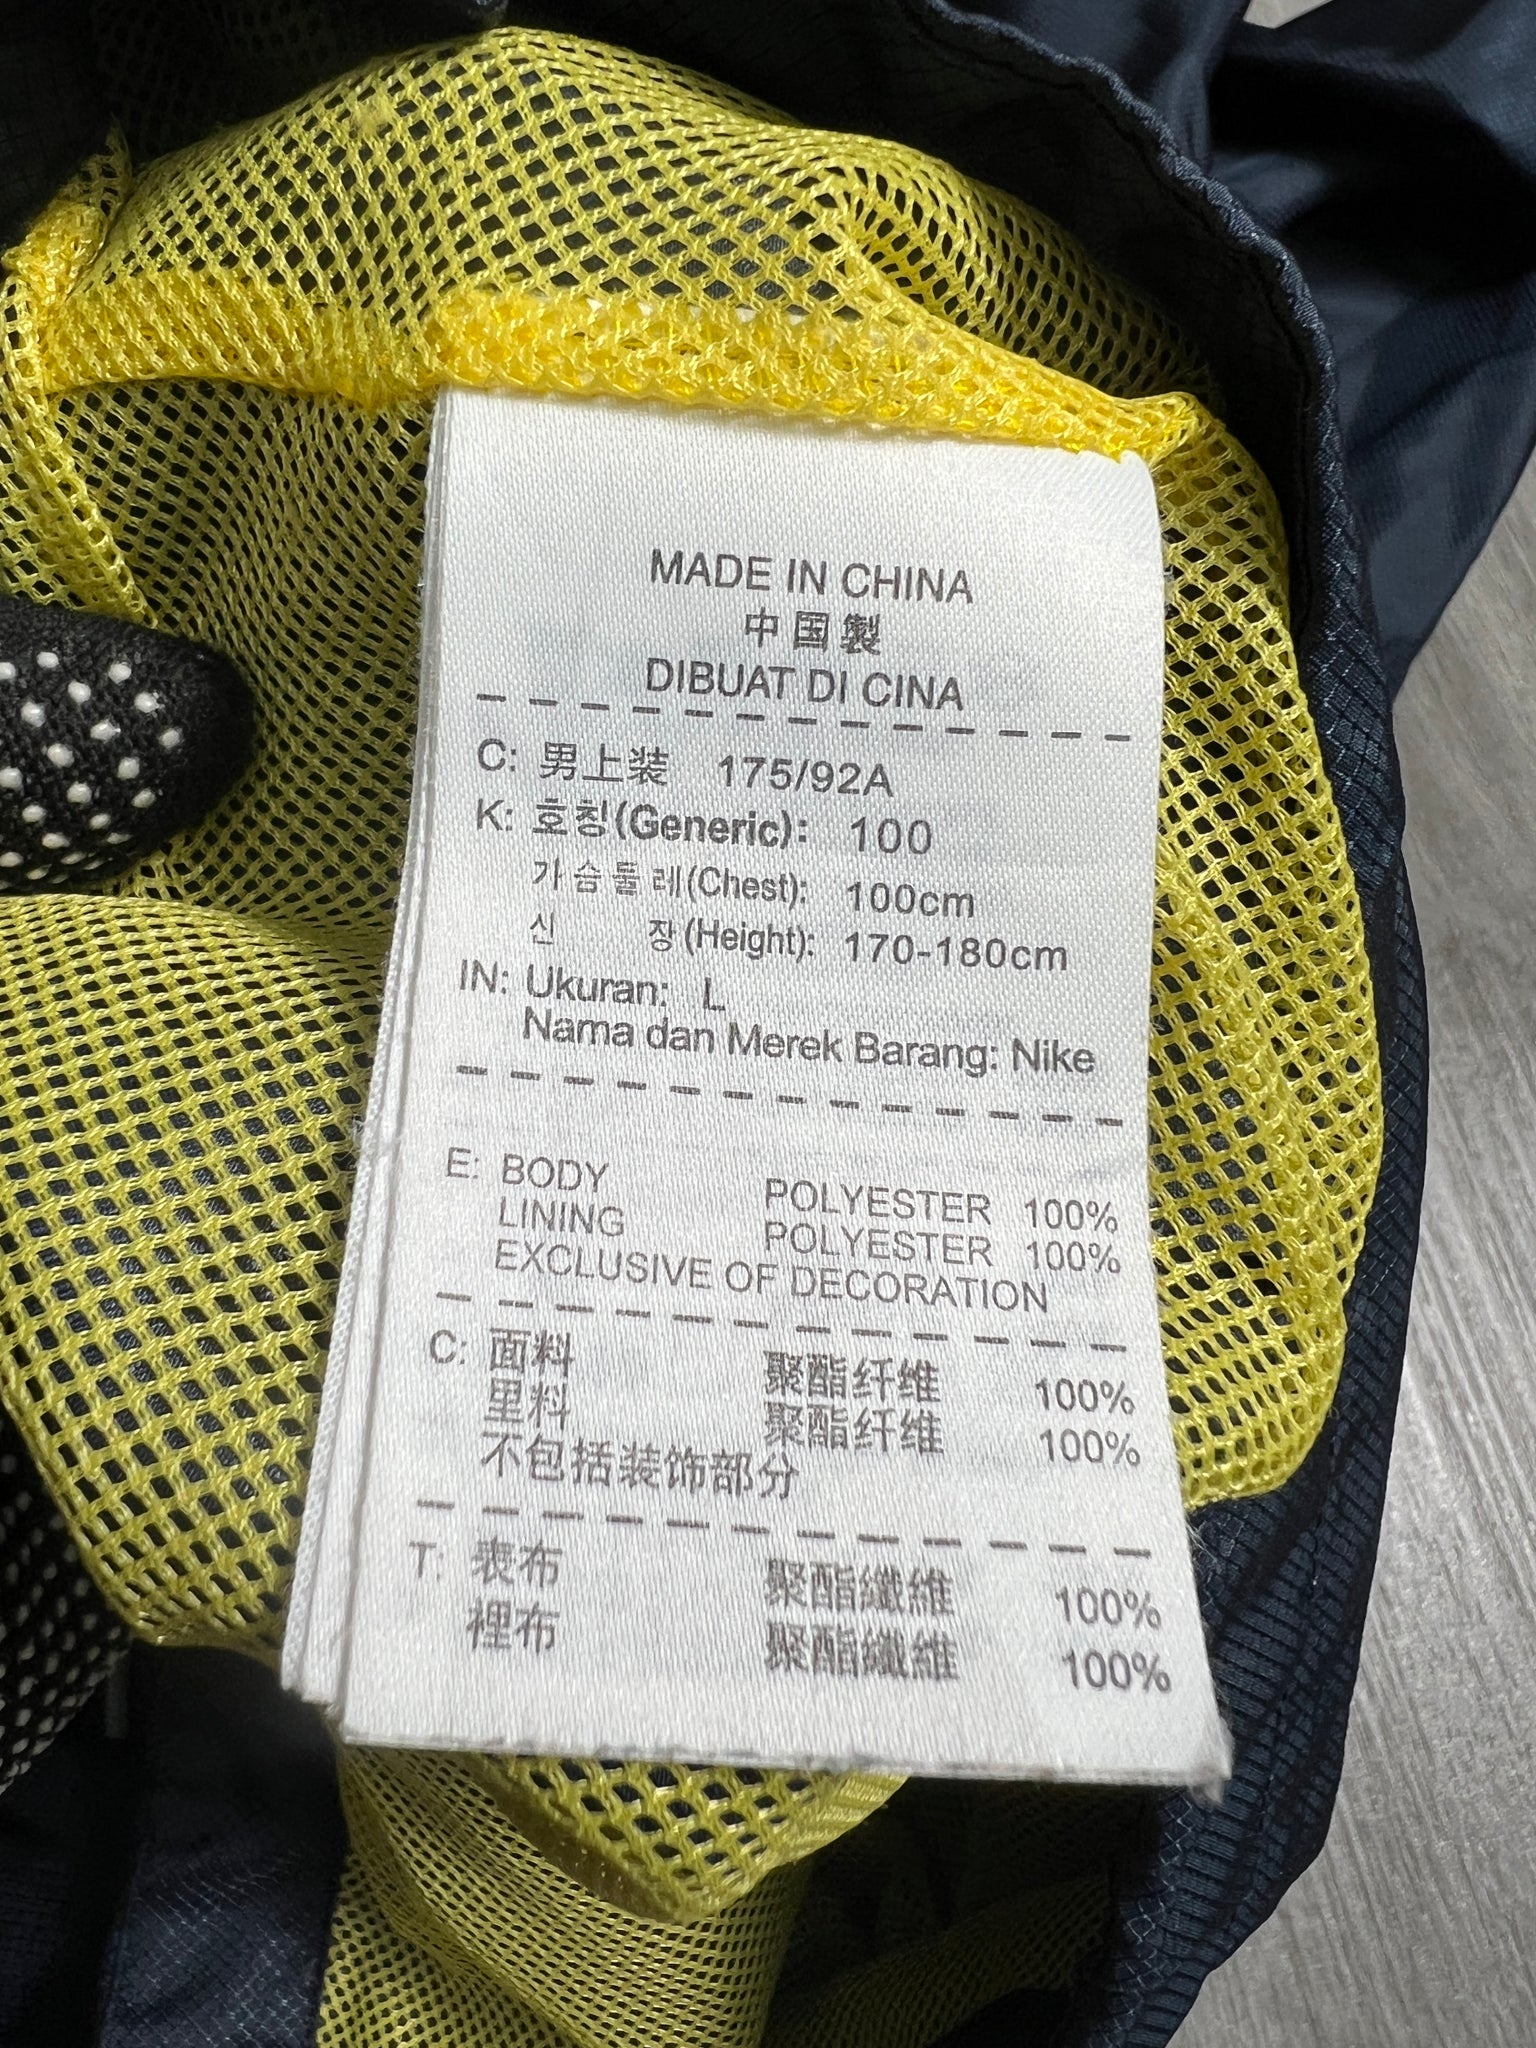 MADE IN CHINA
中国製
DIBUAT DI CINA
C: 男上装 175/92A
K: 호칭(Generic): 100
가슴둘레(Chest): 100cm
신 장(Height): 170-180cm
IN: Ukuran: L
Nama dan Merek Barang: Nike
E: BODY POLYESTER 100%
LINING POLYESTER 100%
EXCLUSIVE OF DECORATION
C: 面料 聚酯纤维 100%
里料 聚酯纤维 100%
不包括装饰部分
T: 表布 聚酯纖維 100%
裡布 聚酯纖維 100%